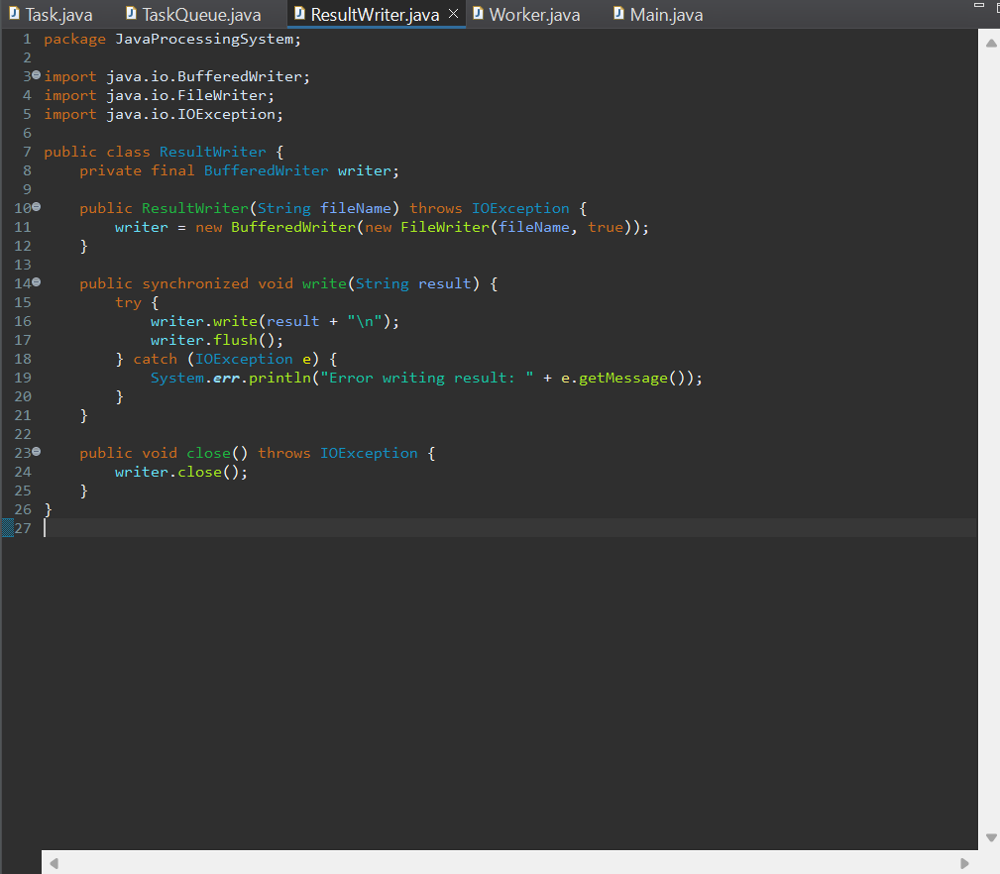 Task.java TaskQueue.java ResultWriter.java Worker.java Main.java
1 package JavaProcessingSystem;
2
3 import java.io.BufferedWriter;
4 import java.io.FileWriter;
5 import java.io.IOException;
6
7 public class ResultWriter {
8     private final BufferedWriter writer;
9
10     public ResultWriter(String fileName) throws IOException {
11         writer = new BufferedWriter(new FileWriter(fileName, true));
12     }
13
14     public synchronized void write(String result) {
15         try {
16             writer.write(result + "\n");
17             writer.flush();
18         } catch (IOException e) {
19             System.err.println("Error writing result: " + e.getMessage());
20         }
21     }
22
23     public void close() throws IOException {
24         writer.close();
25     }
26 }
27